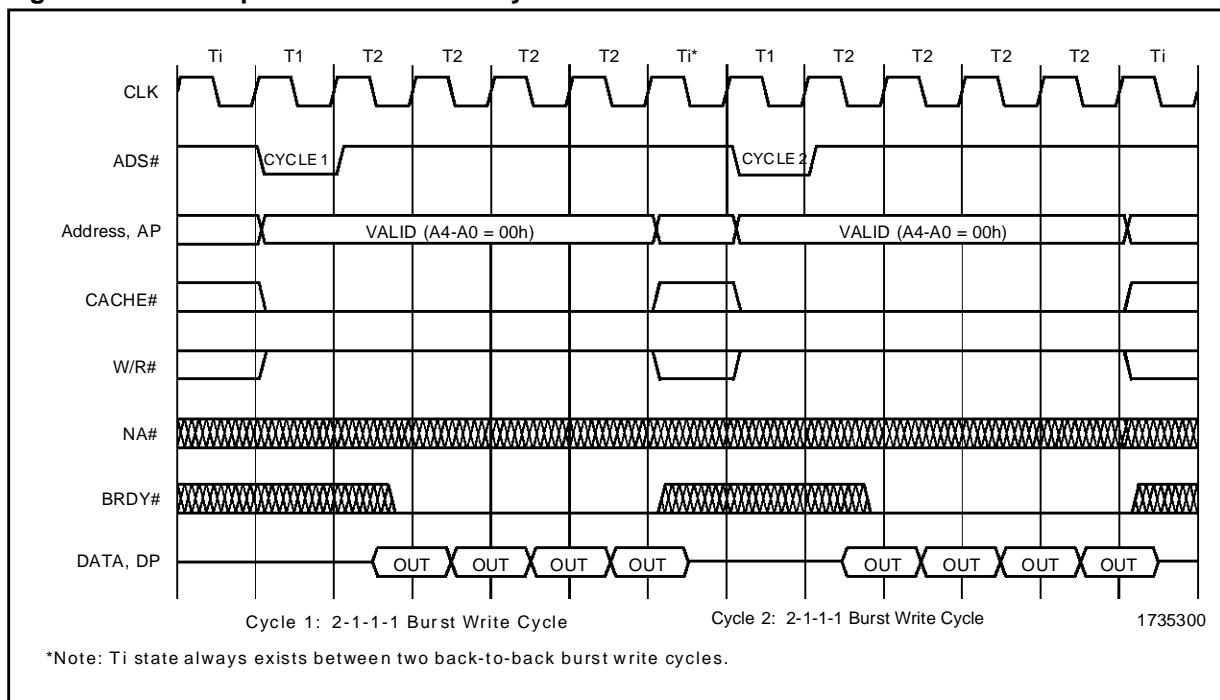 Ti T1 T2 T2 T2 T2 Ti* T1 T2 T2 T2 T2 Ti
CLK
ADS# CYCLE 1 CYCLE 2
Address, AP VALID (A4-A0 = 00h) VALID (A4-A0 = 00h)
CACHE#
W/R#
NA#
BRDY#
DATA, DP OUT OUT OUT OUT OUT OUT OUT OUT
Cycle 1: 2-1-1-1 Burst Write Cycle Cycle 2: 2-1-1-1 Burst Write Cycle 1735300
*Note: Ti state always exists between two back-to-back burst write cycles.